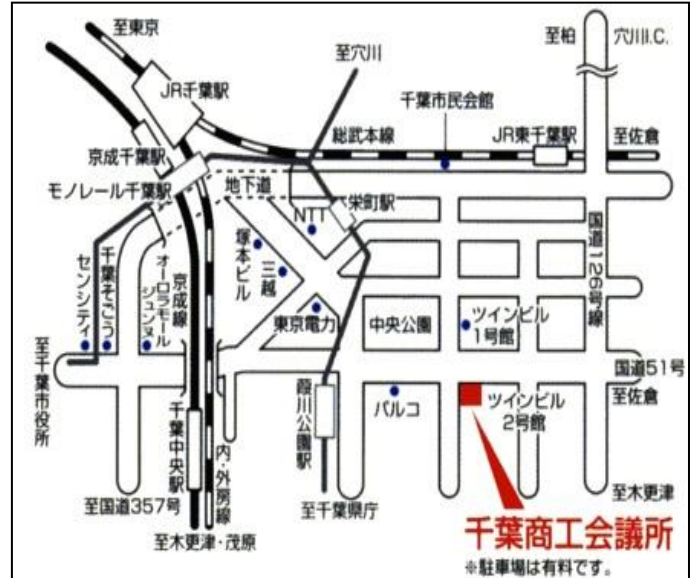 至東京
至柏
穴川I.C.
至穴川
JR千葉駅
千葉市民会館
総武本線
JR東千葉駅
至佐倉
京成千葉駅
モノレール千葉駅
地下道
栄町駅
NTT
国道126号線
塚本ビル
三越
センシティ
千葉そごう
オーロラモール
ジュンヌ
京成線
東京電力
中央公園
ツインビル
1号館
国道51号
至千葉市役所
葭川公園駅
パルコ
ツインビル
2号館
至佐倉
千葉中央駅
内・外房線
至国道357号
至千葉県庁
至木更津
至木更津・茂原
千葉商工会議所
※駐車場は有料です。